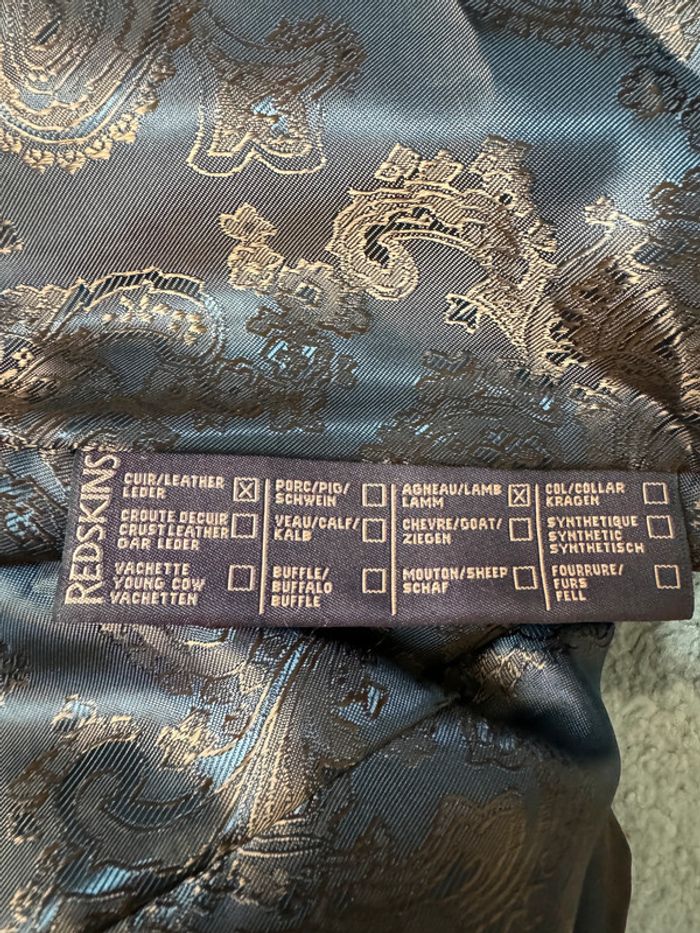 REDSKINS
CUIR/LEATHER
LEDER
CROUTE DECUIR
CRUST LEATHER
GAR LEDER
VACHETTE
YOUNG COW
VACHETTEN
PORC/PIG/
SCHWEIN
VEAU/CALF/
KALB
BUFFLE/
BUFFALO
BUFFLE
AGNEAU/LAMB
LAMM
CHEVRE/GOAT/
ZIEGEN
MOUTON/SHEEP
SCHAF
COL/COLLAR
KRAGEN
SYNTHETIQUE
SYNTHETIC
SYNTHETISCH
FOURRURE/
FURS
FELL